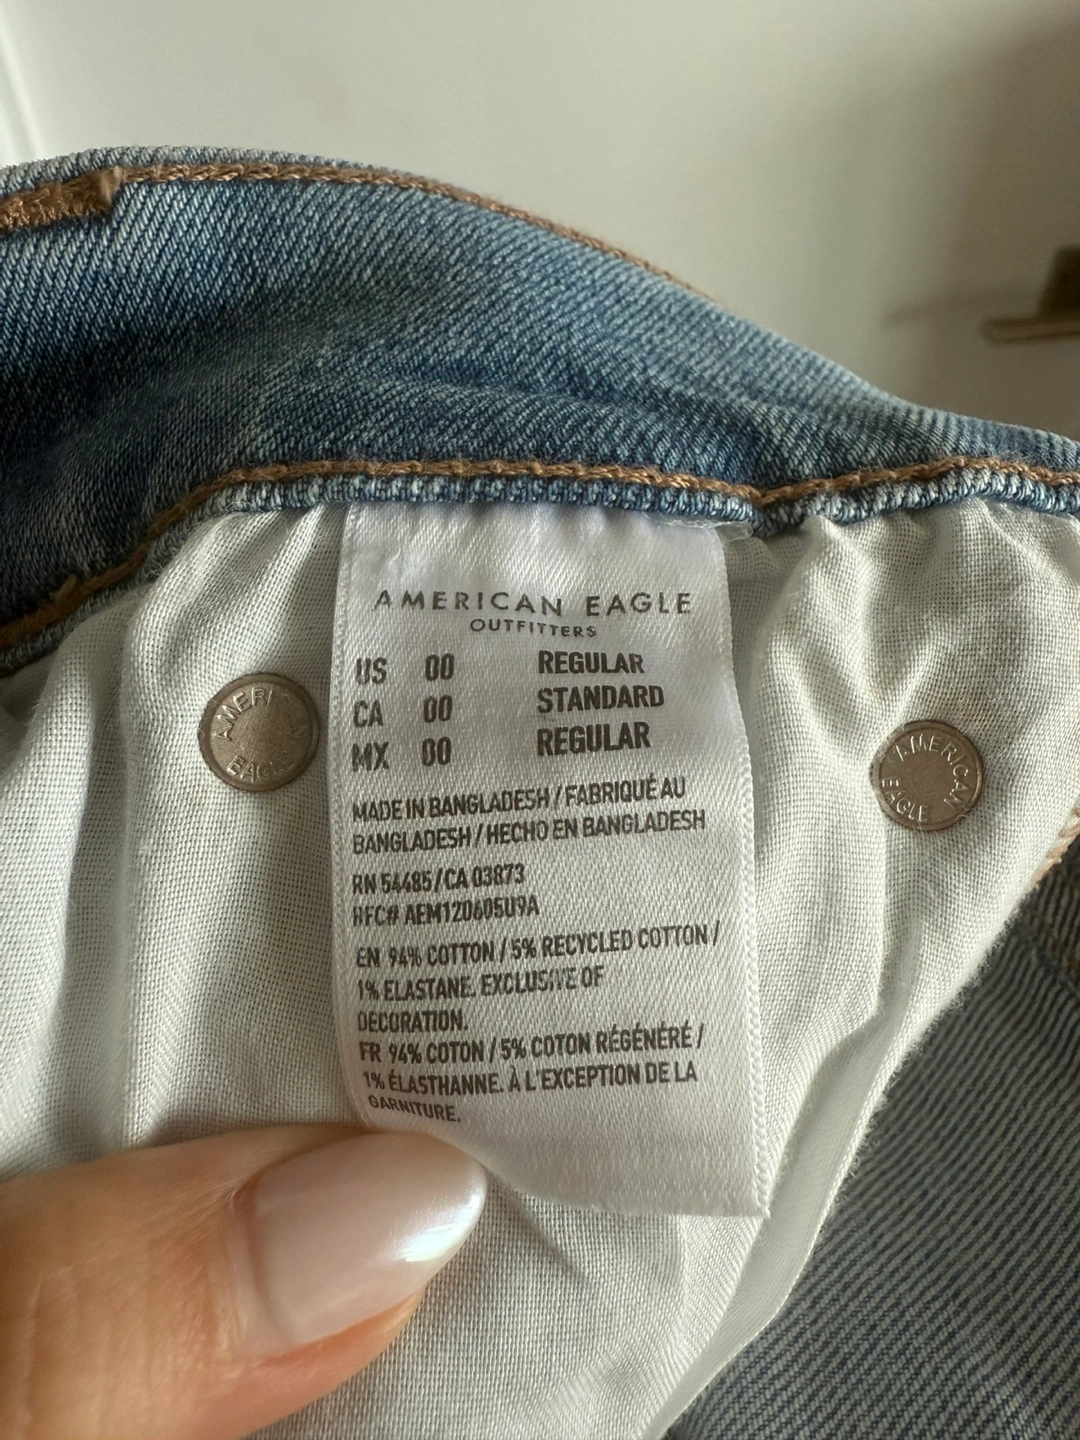 AMERICAN EAGLE
OUTFITTERS
US 00 REGULAR
CA 00 STANDARD
MX 00 REGULAR
MADE IN BANGLADESH / FABRIQUÉ AU
BANGLADESH / HECHO EN BANGLADESH
RN 54485/CA 03873
RFC# AEM120605U9A
EN 94% COTTON / 5% RECYCLED COTTON /
1% ELASTANE. EXCLUSIVE OF
DECORATION.
FR 94% COTON / 5% COTON RÉGÉNÉRÉ /
1% ÉLASTHANNE. À L'EXCEPTION DE LA
GARNITURE.
AMERICAN
EAGLE
AMERICAN
EAGLE